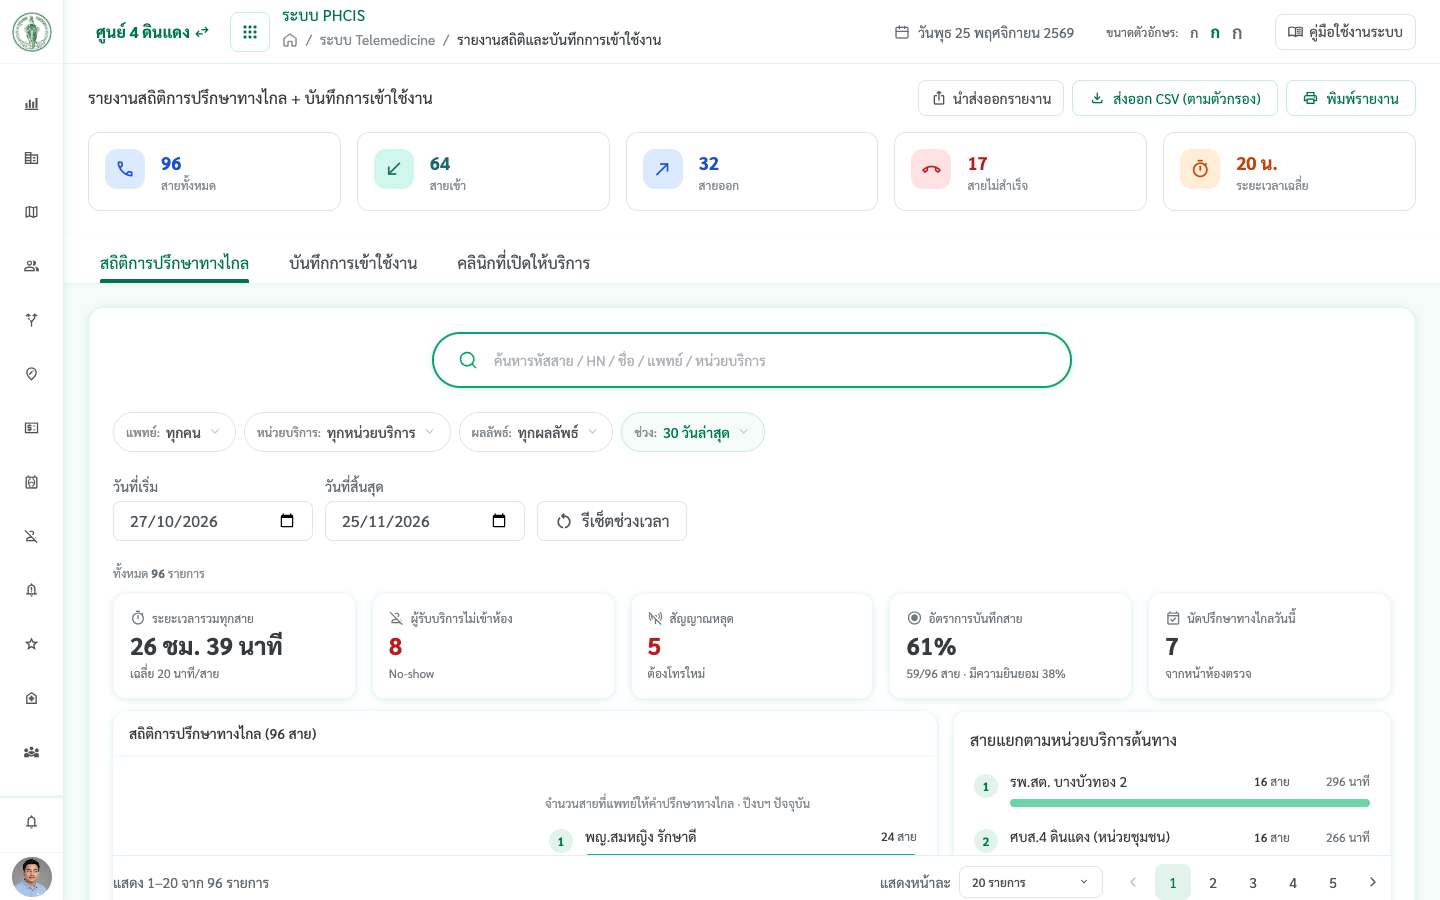 ศูนย์ 4 ดินแดง
ระบบ PHCIS
/ ระบบ Telemedicine / รายงานสถิติและบันทึกการเข้าใช้งาน
วันพุธ 25 พฤศจิกายน 2569
ขนาดตัวอักษร: ก ก ก
คู่มือใช้งานระบบ
รายงานสถิติการปรึกษาทางไกล + บันทึกการเข้าใช้งาน
นำส่งออกรายงาน
ส่งออก CSV (ตามตัวกรอง)
พิมพ์รายงาน
96
สายทั้งหมด
64
สายเข้า
32
สายออก
17
สายไม่สำเร็จ
20 น.
ระยะเวลาเฉลี่ย
สถิติการปรึกษาทางไกล
บันทึกการเข้าใช้งาน
คลินิกที่เปิดให้บริการ
ค้นหารหัสสาย / HN / ชื่อ / แพทย์ / หน่วยบริการ
แพทย์: ทุกคน
หน่วยบริการ: ทุกหน่วยบริการ
ผลลัพธ์: ทุกผลลัพธ์
ช่วง: 30 วันล่าสุด
วันที่เริ่ม
วันที่สิ้นสุด
27/10/2026
25/11/2026
รีเซ็ตช่วงเวลา
ทั้งหมด 96 รายการ
ระยะเวลารวมทุกสาย
26 ชม. 39 นาที
เฉลี่ย 20 นาที/สาย
ผู้รับบริการไม่เข้าห้อง
8
No-show
สัญญาณหลุด
5
ต้องโทรใหม่
อัตราการบันทึกสาย
61%
59/96 สาย · มีความยินยอม 38%
นัดปรึกษาทางไกลวันนี้
7
จากหน้าห้องตรวจ
สถิติการปรึกษาทางไกล (96 สาย)
จำนวนสายที่แพทย์ให้คำปรึกษาทางไกล · ปีงบฯ ปัจจุบัน
1 พญ.สมหญิง รักษาดี 24 สาย
สายแยกตามหน่วยบริการต้นทาง
1 รพ.สต. บางบัวทอง 2 16 สาย 296 นาที
2 ศบส.4 ดินแดง (หน่วยชุมชน) 16 สาย 266 นาที
แสดง 1–20 จาก 96 รายการ
แสดงหน้าละ 20 รายการ
1 2 3 4 5